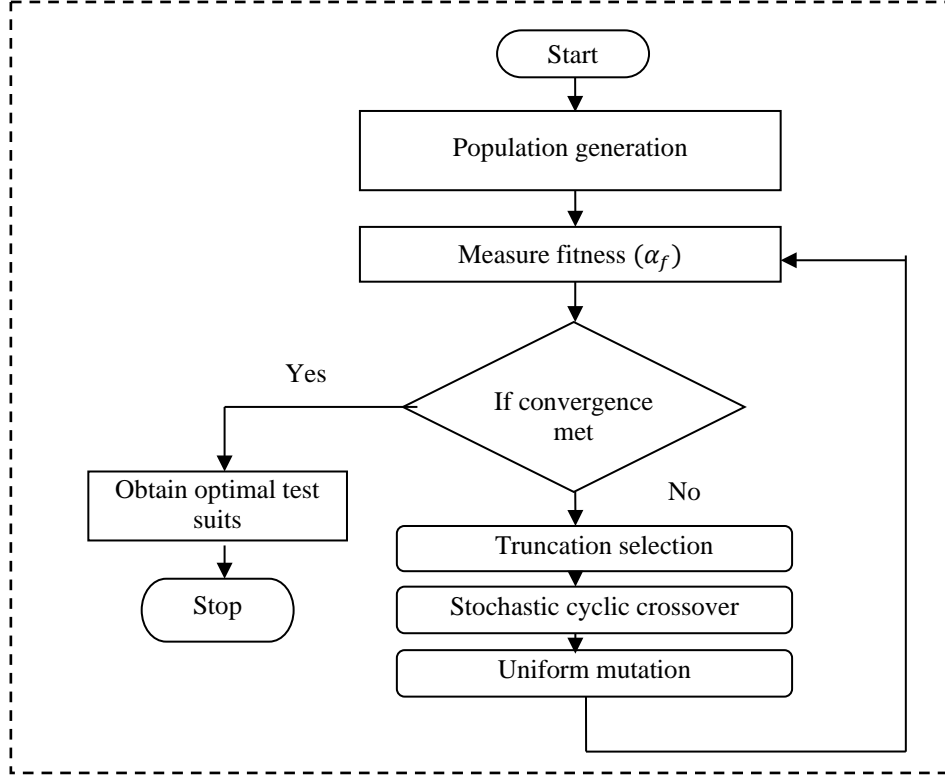 Start
Population generation
Measure fitness (α_f)
Yes
If convergence
met
No
Obtain optimal test
suits
Truncation selection
Stop
Stochastic cyclic crossover
Uniform mutation